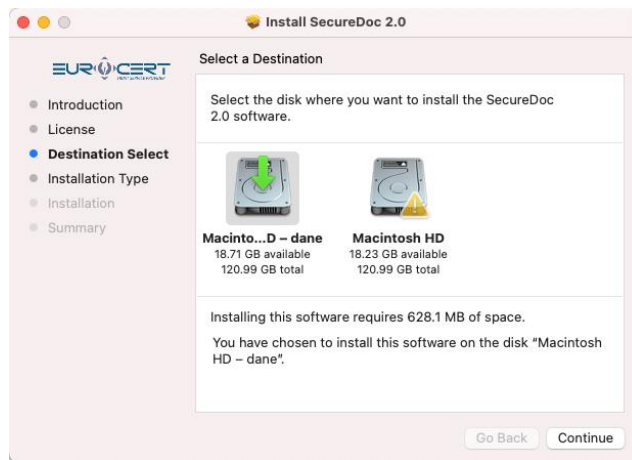 Install SecureDoc 2.0
EUROCERT
Select a Destination
Introduction
License
Destination Select
Installation Type
Installation
Summary
Select the disk where you want to install the SecureDoc
2.0 software.
Macinto...D – dane
18.71 GB available
120.99 GB total
Macintosh HD
18.23 GB available
120.99 GB total
Installing this software requires 628.1 MB of space.
You have chosen to install this software on the disk “Macintosh
HD – dane”.
Go Back
Continue